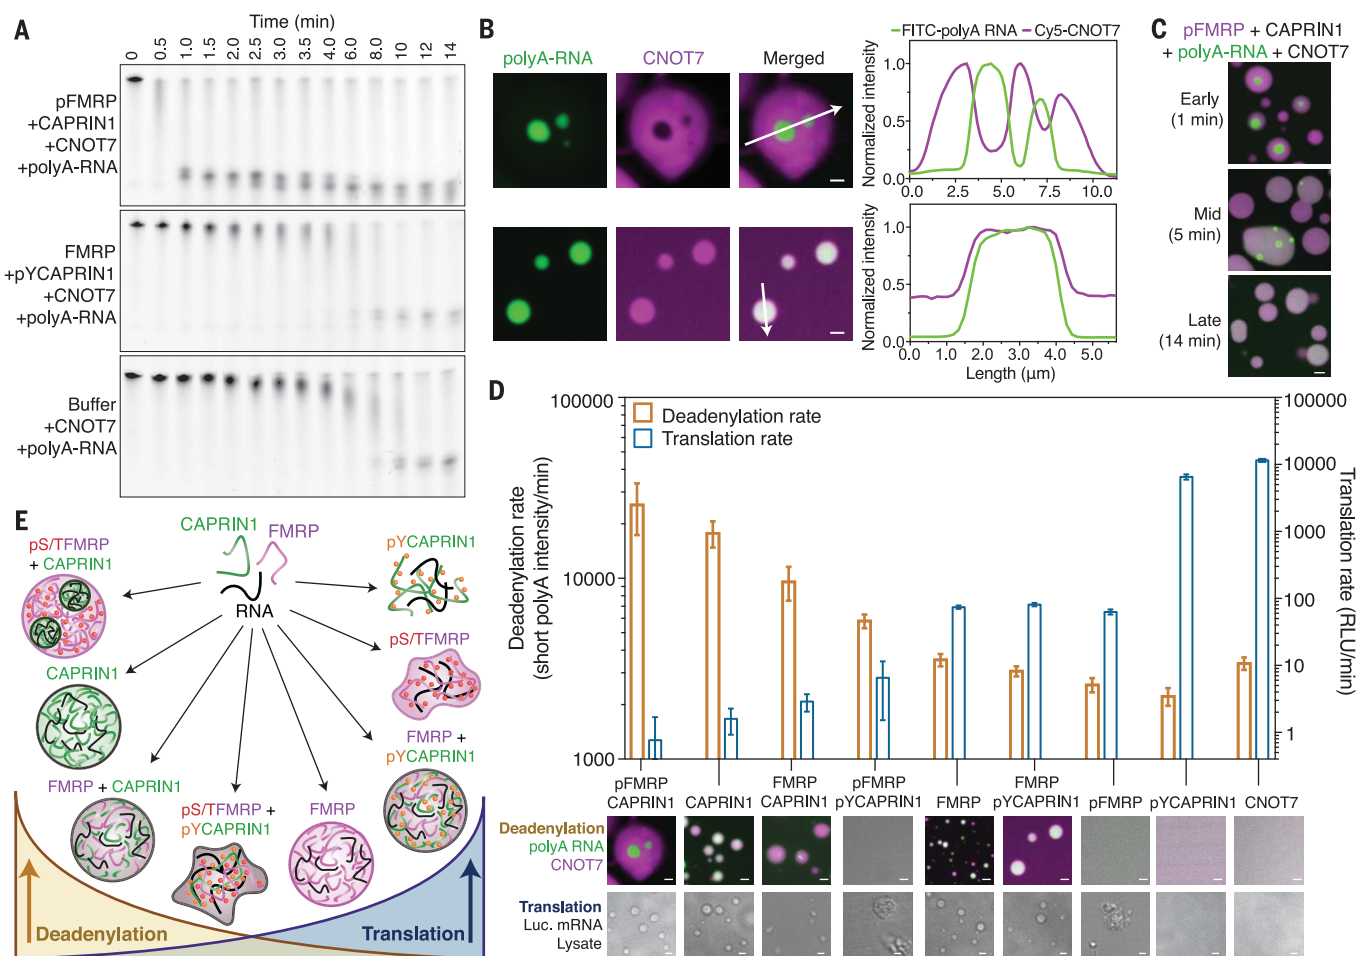 A
Time (min)
0 0.5 1.0 1.5 2.0 2.5 3.0 3.5 4.0 6.0 8.0 10 12 14
pFMRP
+CAPRIN1
+CNOT7
+polyA-RNA
FMRP
+pYCAPRIN1
+CNOT7
+polyA-RNA
Buffer
+CNOT7
+polyA-RNA
B
polyA-RNA CNOT7 Merged
FITC-polyA RNA Cy5-CNOT7
Normalized intensity
1.0
0.5
0.0
0.0 2.5 5.0 7.5 10.0
Normalized intensity
1.0
0.5
0.0
0.0 1.0 2.0 3.0 4.0 5.0
Length (μm)
C
pFMRP + CAPRIN1
+ polyA-RNA + CNOT7
Early
(1 min)
Mid
(5 min)
Late
(14 min)
D
Deadenylation rate
Translation rate
Deadenylation rate
(short polyA intensity/min)
100000
10000
1000
100000
10000
1000
100
10
1
Translation rate (RLU/min)
pFMRP
CAPRIN1
CAPRIN1
FMRP
CAPRIN1
pFMRP
pYCAPRIN1
FMRP
FMRP
pYCAPRIN1
pFMRP
pYCAPRIN1
CNOT7
Deadenylation
polyA RNA
CNOT7
Translation
Luc. mRNA
Lysate
E
CAPRIN1
FMRP
RNA
pS/TFMRP
+ CAPRIN1
CAPRIN1
FMRP + CAPRIN1
pS/TFMRP +
pYCAPRIN1
FMRP
FMRP +
pYCAPRIN1
pS/TFMRP
pYCAPRIN1
Deadenylation
Translation